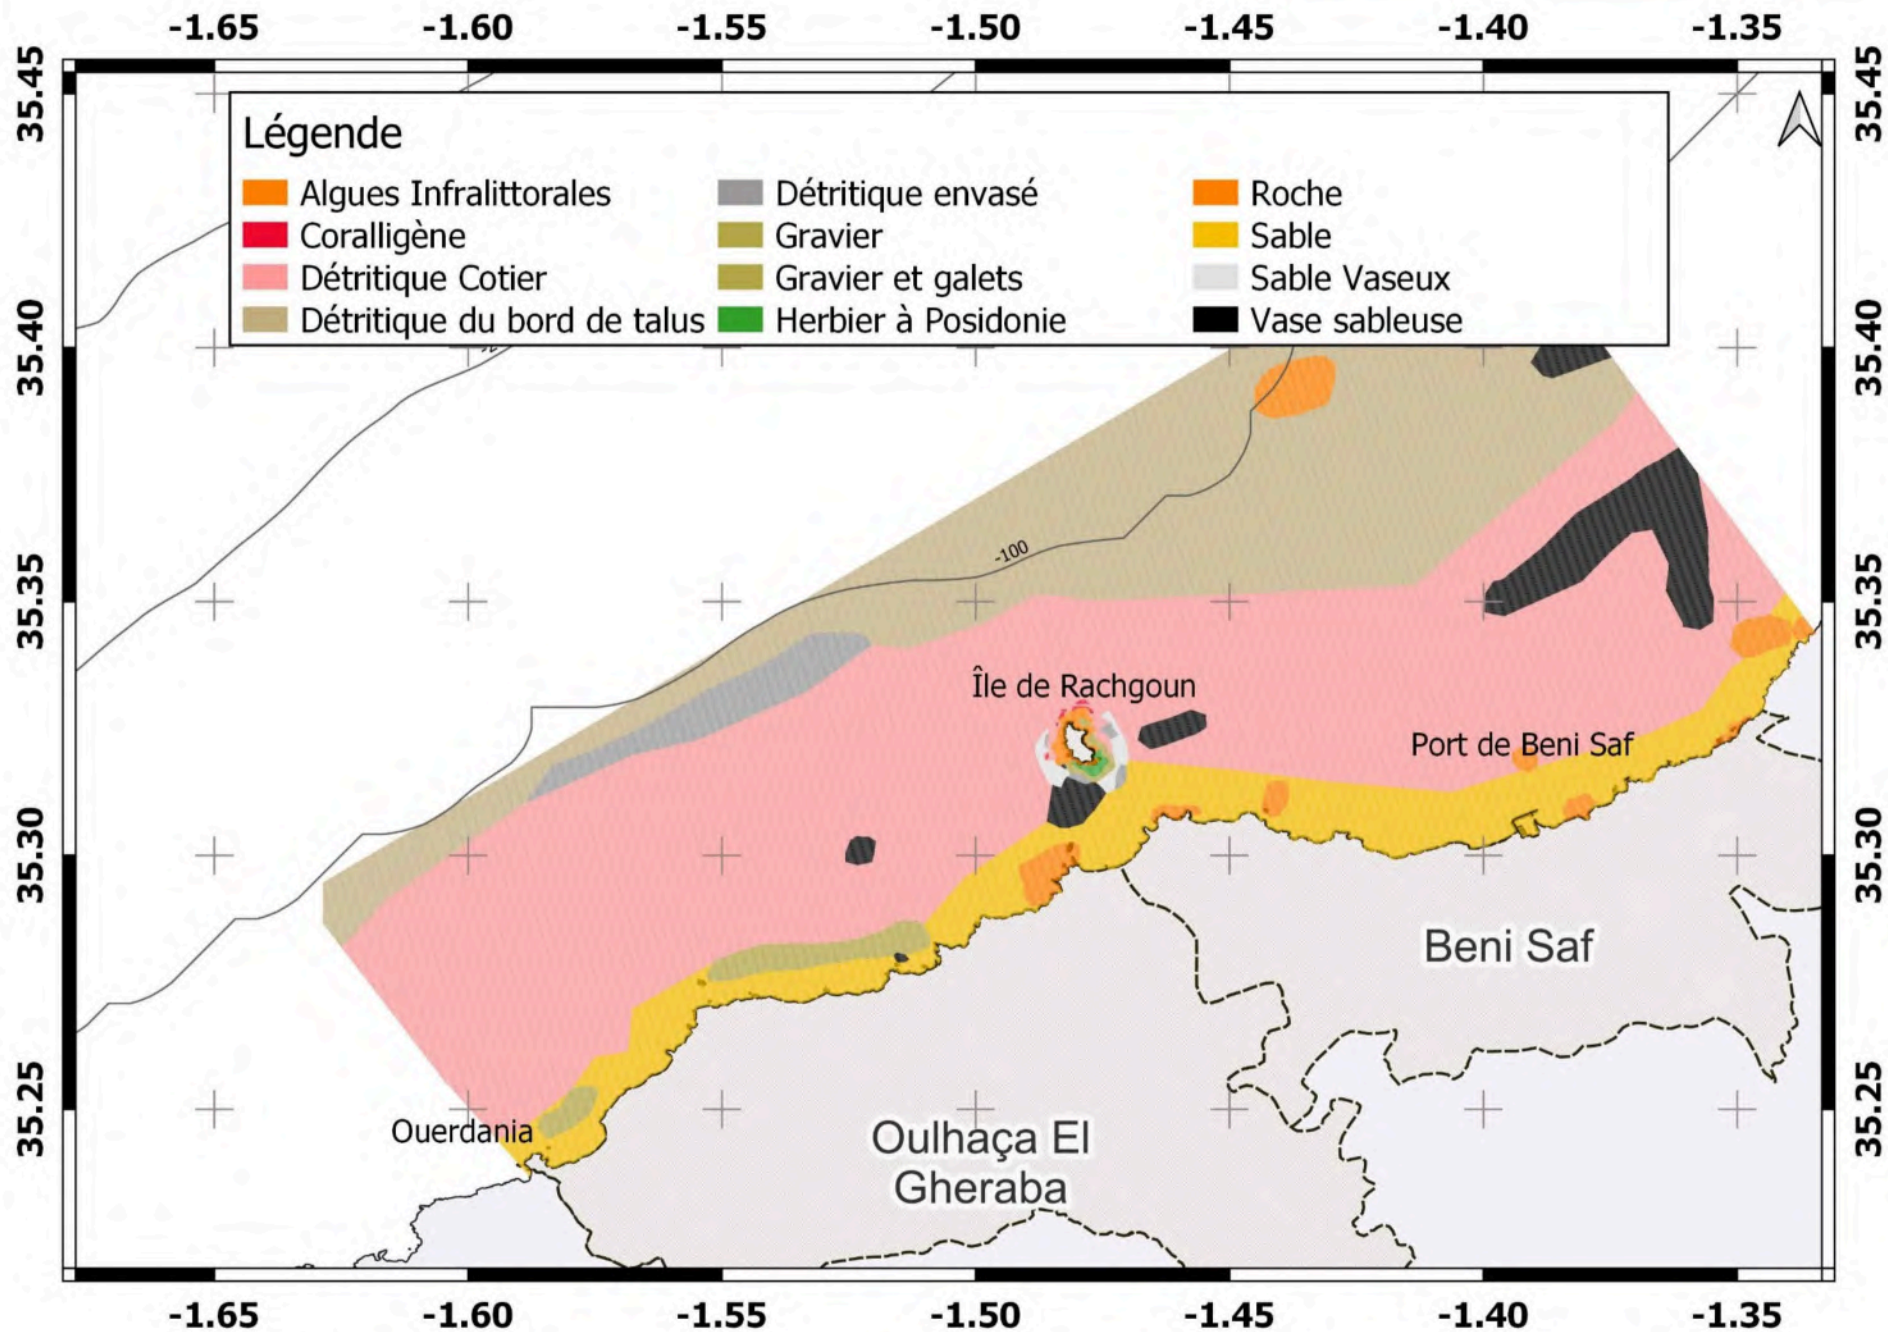 -1.65 -1.60 -1.55 -1.50 -1.45 -1.40 -1.35
35.45 35.45
Légende
Algues Infralittorales
Coralligène
Détritique Cotier
Détritique du bord de talus
Détritique envasé
Gravier
Gravier et galets
Herbier à Posidonie
Roche
Sable
Sable Vaseux
Vase sableuse
35.40 35.40
-100
35.35 35.35
Île de Rachgoun
Port de Beni Saf
35.30 35.30
Beni Saf
35.25 35.25
Ouerdania
Oulhaça El
Gheraba
-1.65 -1.60 -1.55 -1.50 -1.45 -1.40 -1.35